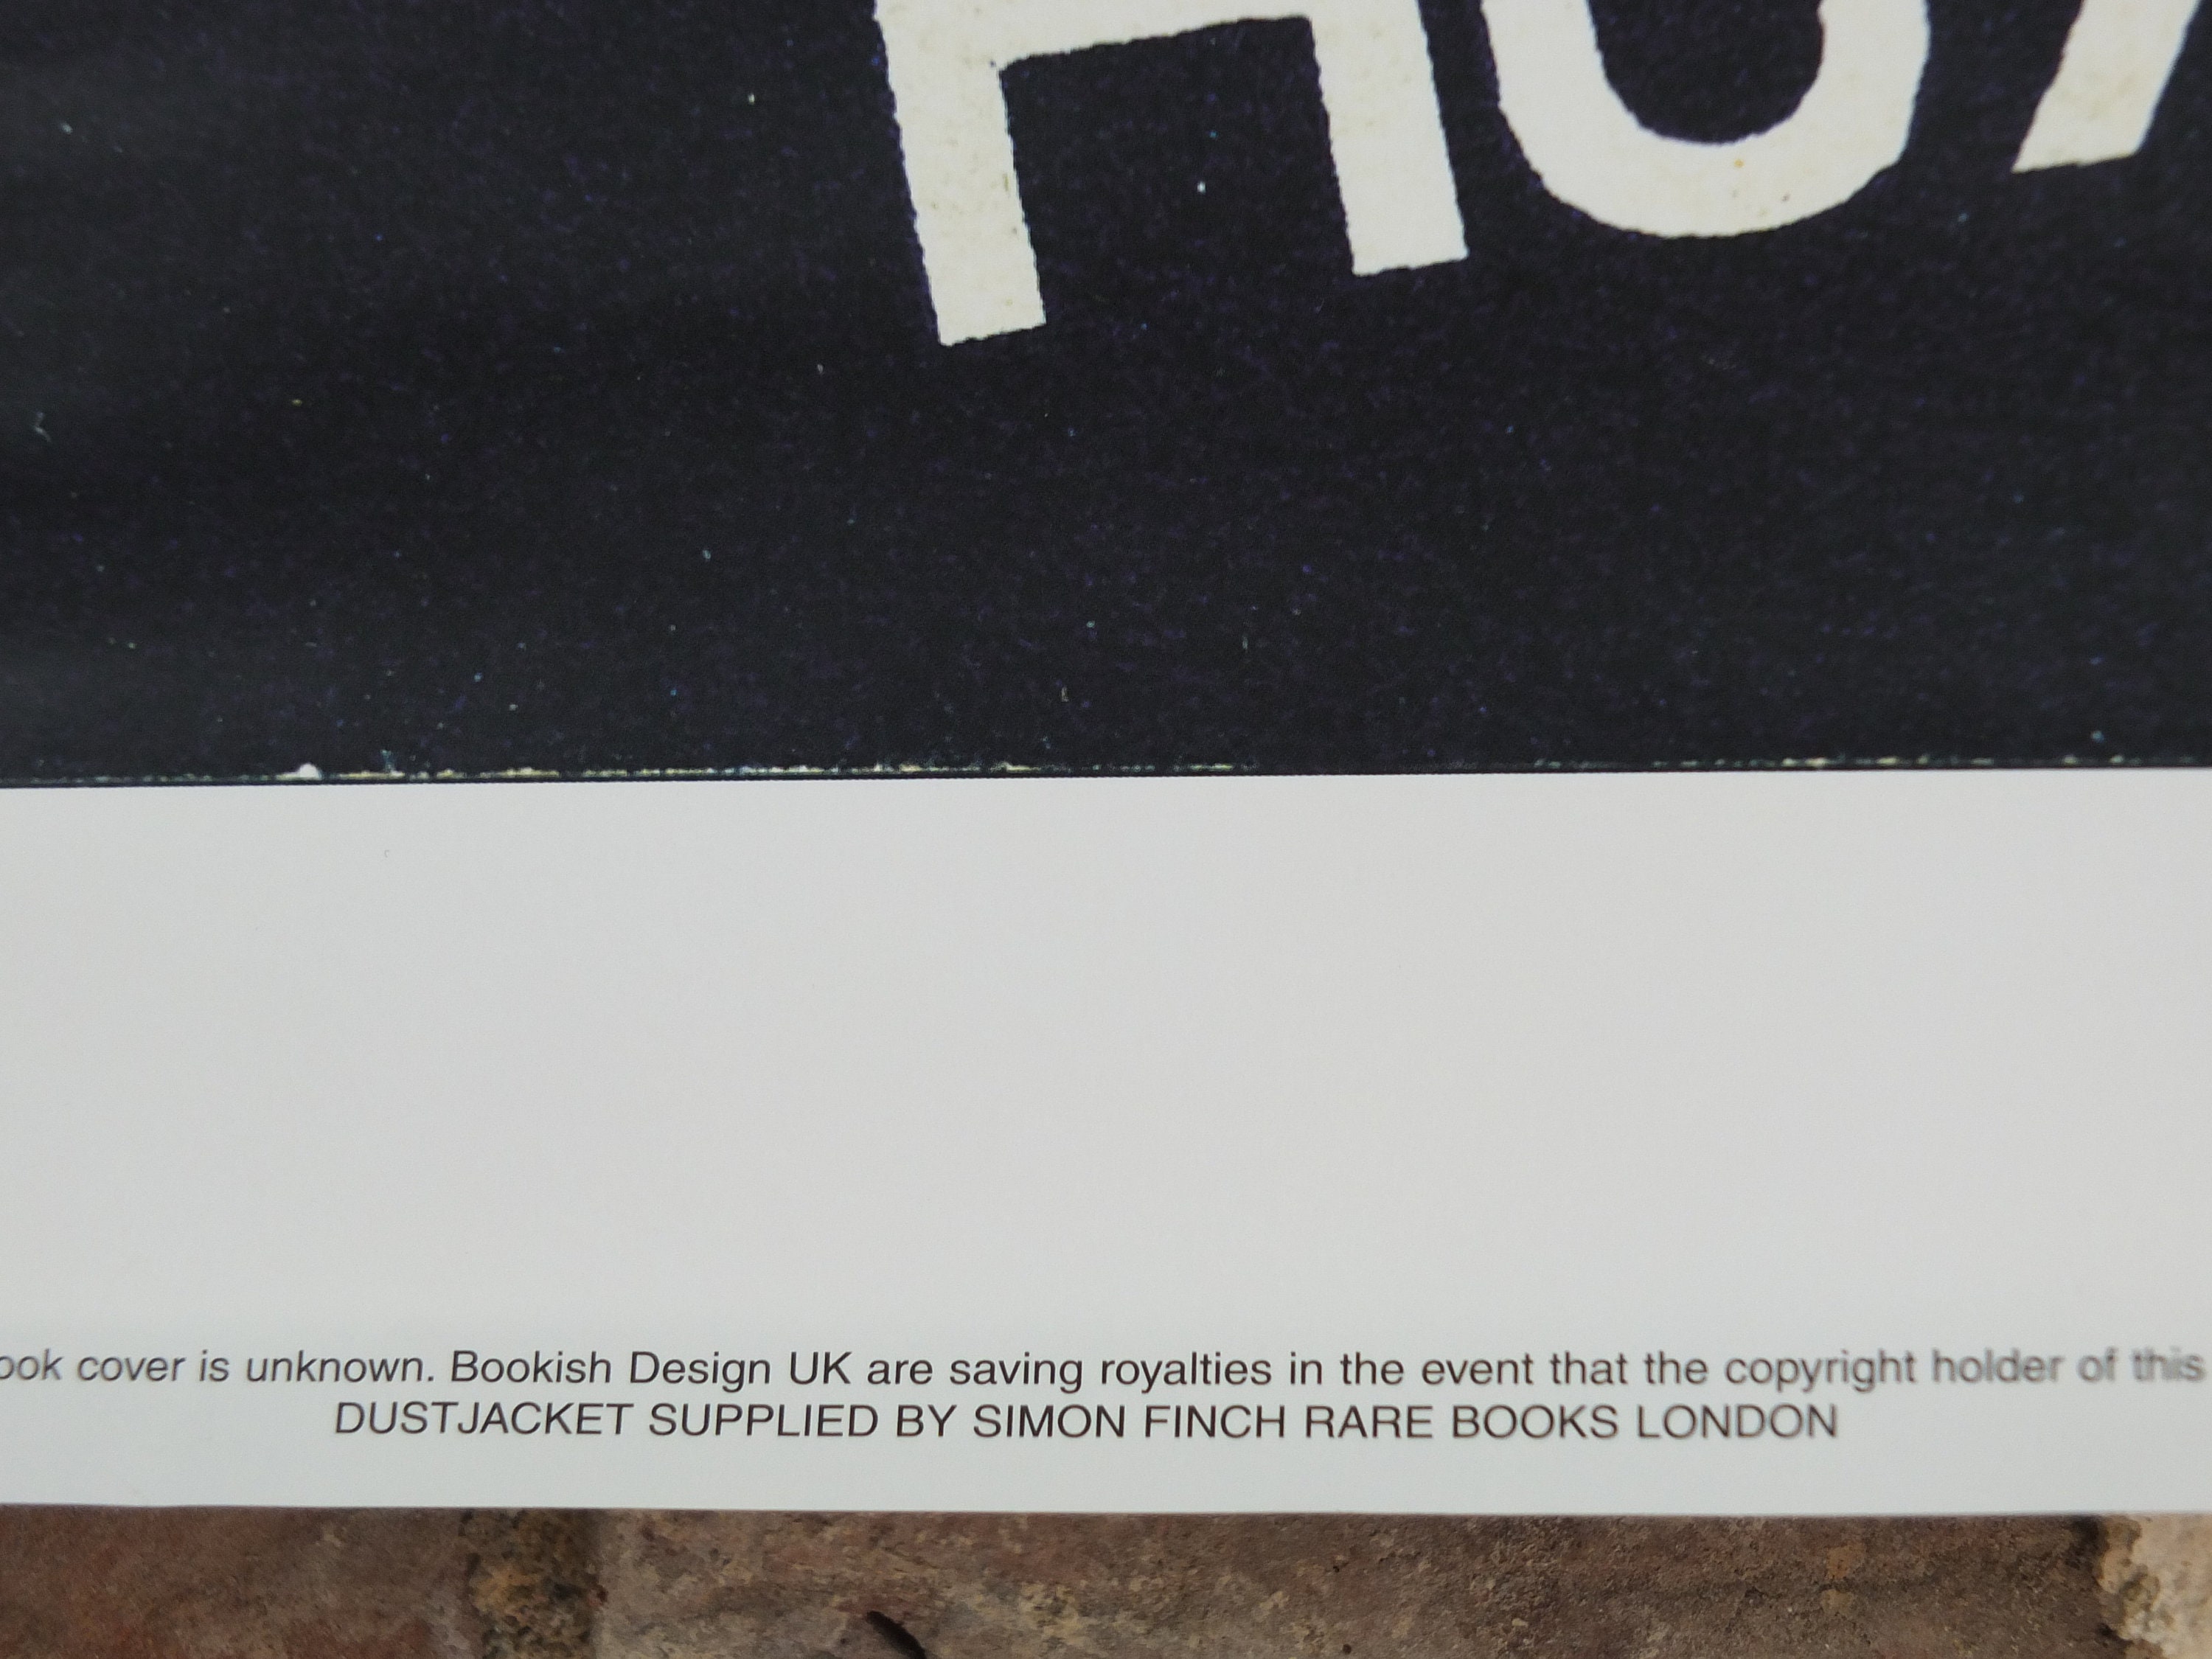 cover is unknown. Bookish Design UK are saving royalties in the event that the copyright holder of this
DUSTJACKET SUPPLIED BY SIMON FINCH RARE BOOKS LONDON